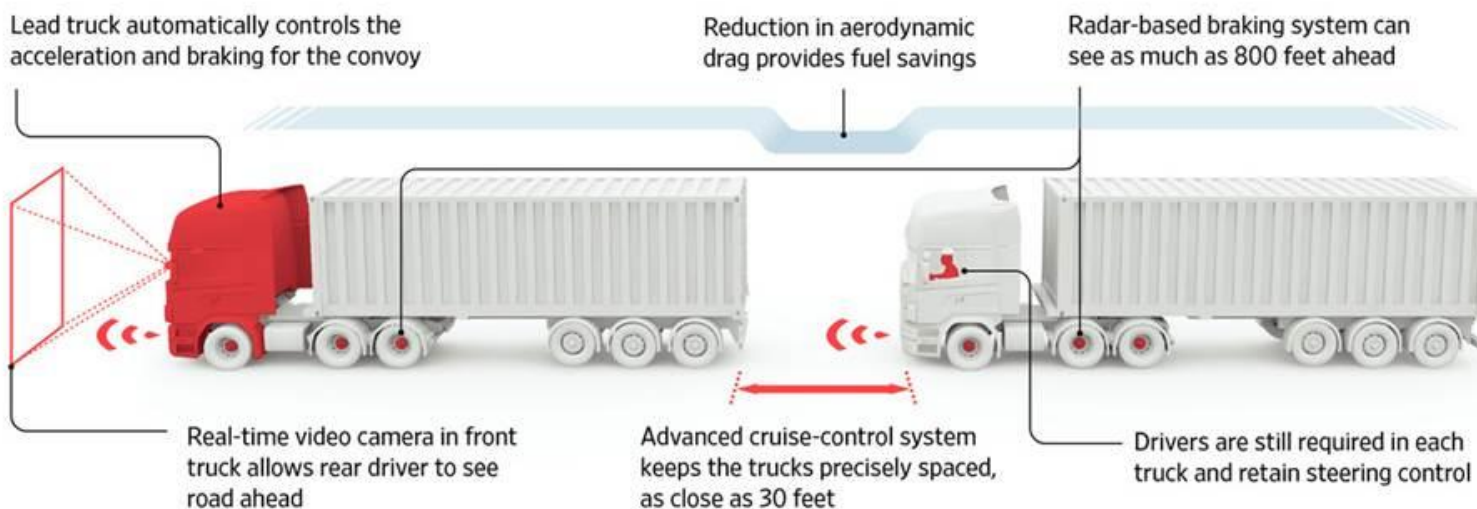 Lead truck automatically controls the
acceleration and braking for the convoy
Reduction in aerodynamic
drag provides fuel savings
Radar-based braking system can
see as much as 800 feet ahead
Real-time video camera in front
truck allows rear driver to see
road ahead
Advanced cruise-control system
keeps the trucks precisely spaced,
as close as 30 feet
Drivers are still required in each
truck and retain steering control